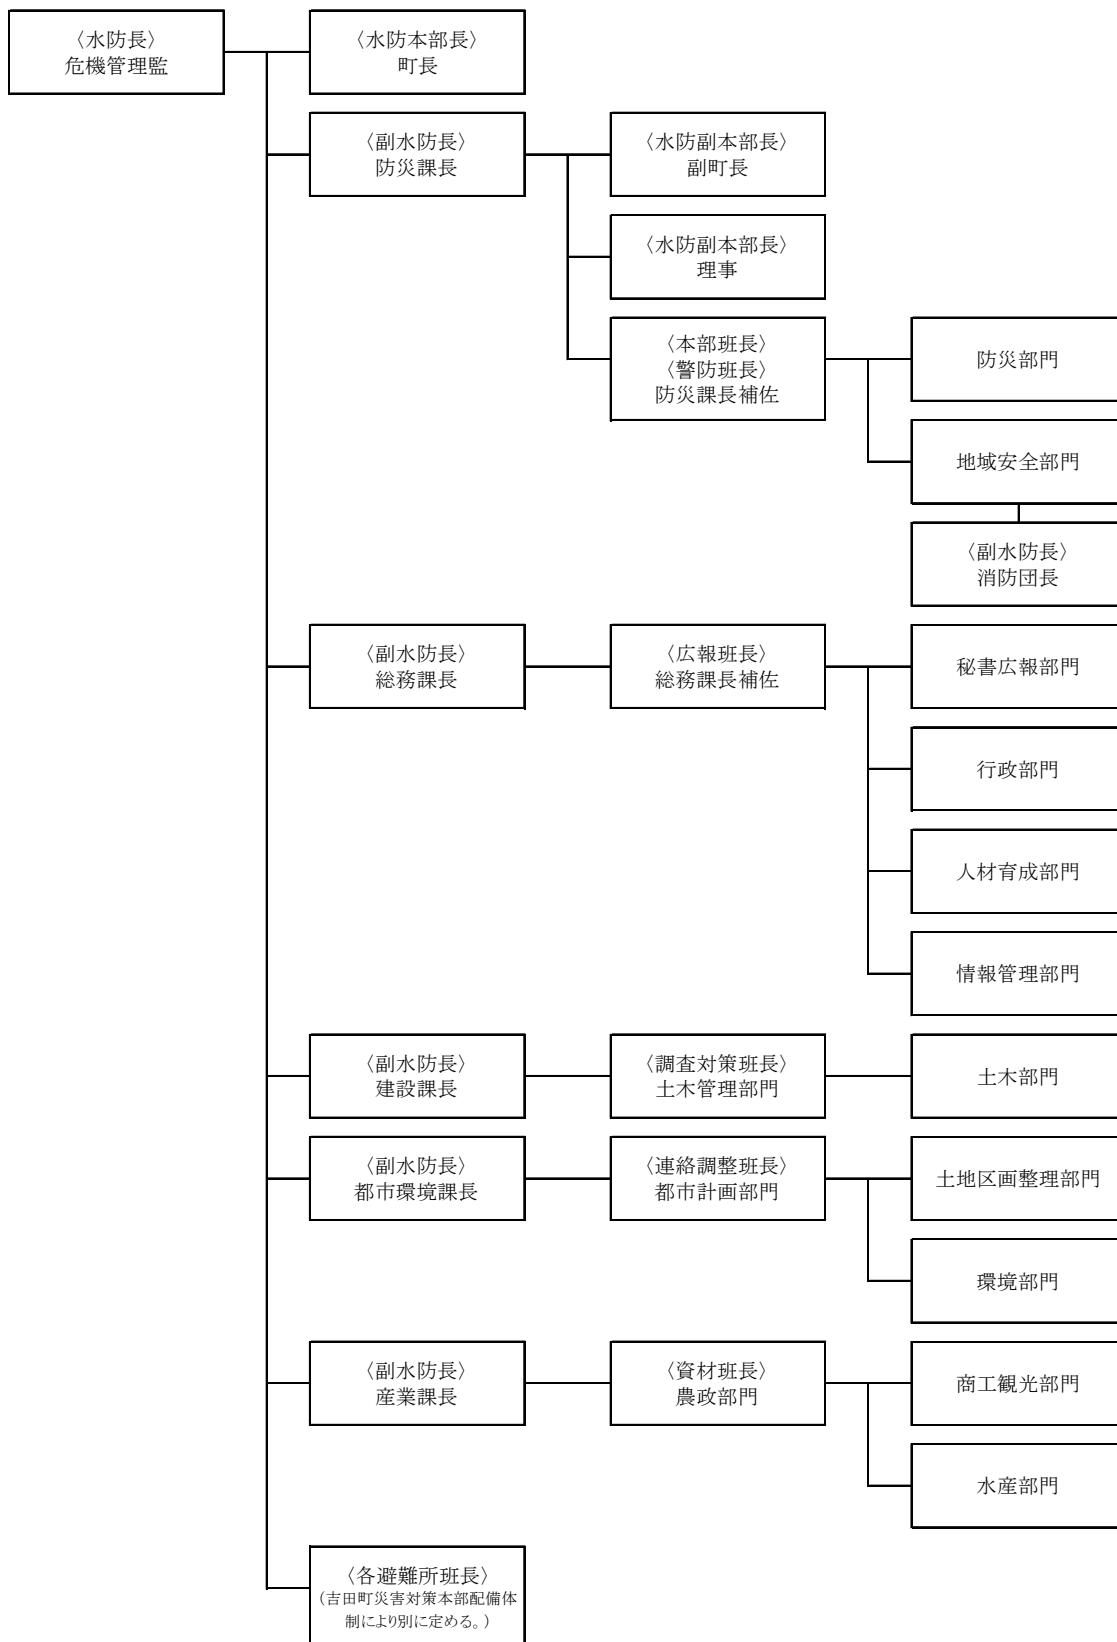 〈水防長〉
危機管理監
〈水防本部長〉
町長
〈副水防長〉
防災課長
〈水防副本部長〉
副町長
〈水防副本部長〉
理事
〈本部班長〉
〈警防班長〉
防災課長補佐
防災部門
地域安全部門
〈副水防長〉
消防団長
〈副水防長〉
総務課長
〈広報班長〉
総務課長補佐
秘書広報部門
行政部門
人材育成部門
情報管理部門
〈副水防長〉
建設課長
〈調査対策班長〉
土木管理部門
土木部門
〈副水防長〉
都市環境課長
〈連絡調整班長〉
都市計画部門
土地区画整理部門
環境部門
〈副水防長〉
産業課長
〈資材班長〉
農政部門
商工観光部門
水産部門
〈各避難所班長〉
(吉田町災害対策本部配備体
制により別に定める。)